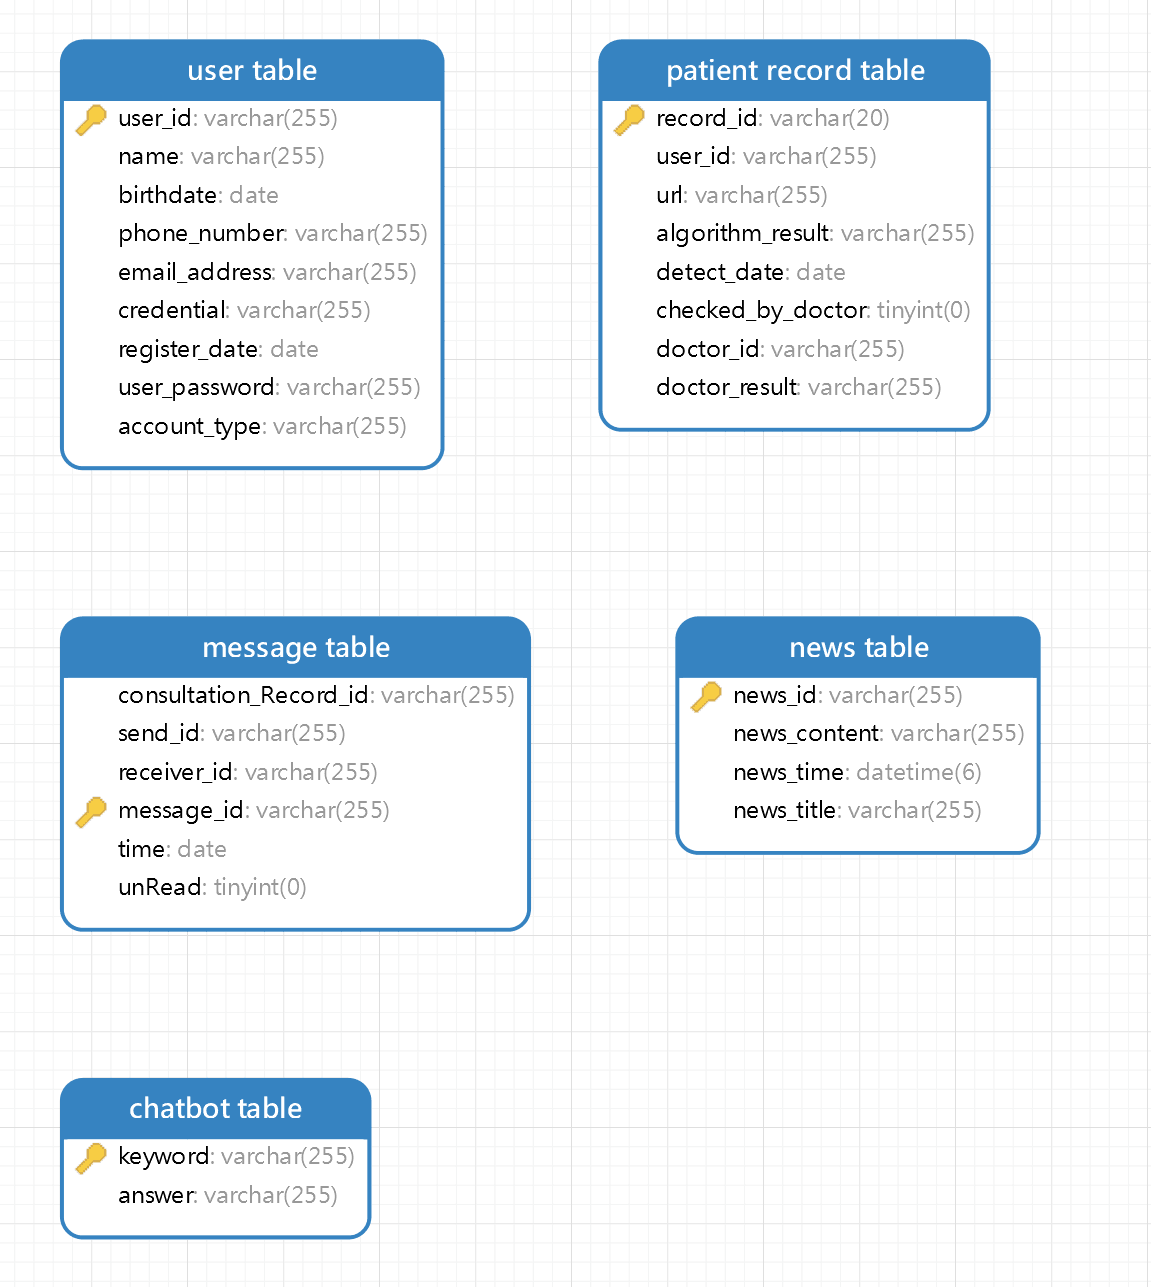 user table
user_id: varchar(255)
name: varchar(255)
birthdate: date
phone_number: varchar(255)
email_address: varchar(255)
credential: varchar(255)
register_date: date
user_password: varchar(255)
account_type: varchar(255)
patient record table
record_id: varchar(20)
user_id: varchar(255)
url: varchar(255)
algorithm_result: varchar(255)
detect_date: date
checked_by_doctor: tinyint(0)
doctor_id: varchar(255)
doctor_result: varchar(255)
message table
consultation_Record_id: varchar(255)
send_id: varchar(255)
receiver_id: varchar(255)
message_id: varchar(255)
time: date
unRead: tinyint(0)
news table
news_id: varchar(255)
news_content: varchar(255)
news_time: datetime(6)
news_title: varchar(255)
chatbot table
keyword: varchar(255)
answer: varchar(255)